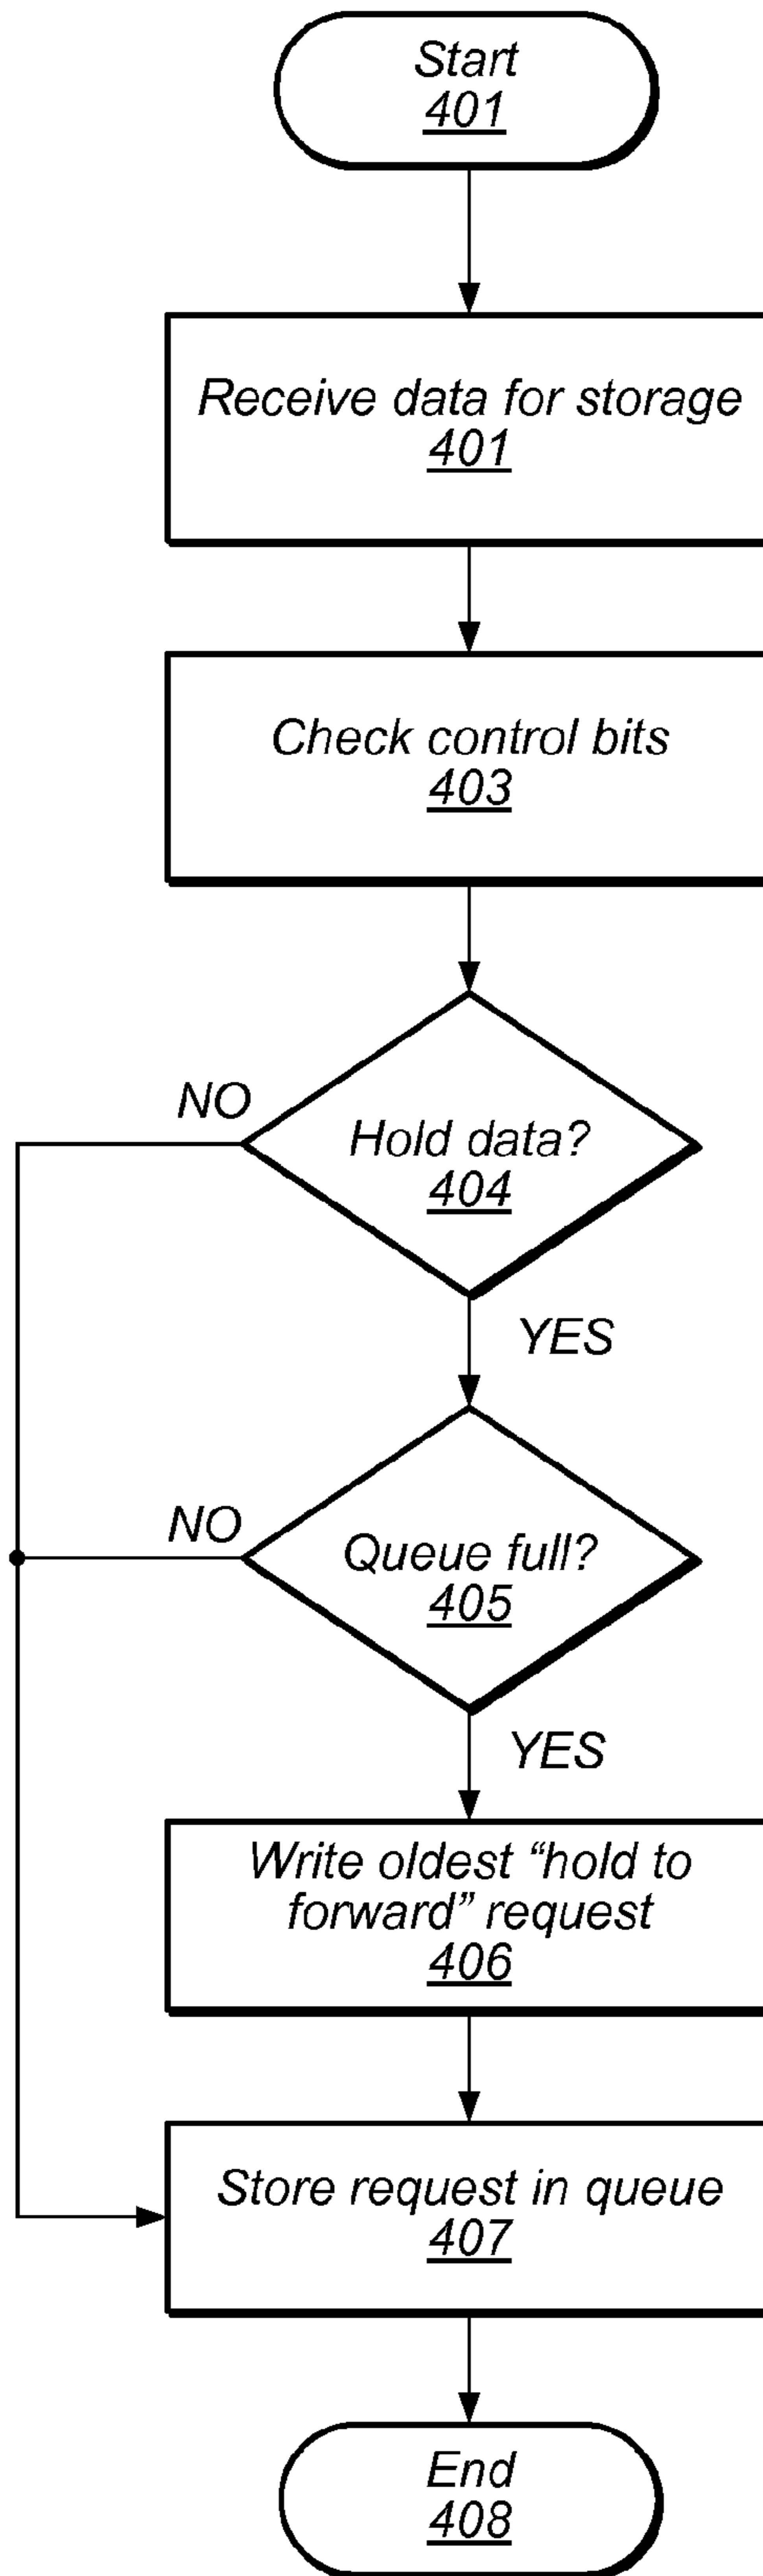 Start
401
Receive data for storage
401
Check control bits
403
NO
Hold data?
404
YES
NO
Queue full?
405
YES
Write oldest “hold to
forward” request
406
Store request in queue
407
End
408